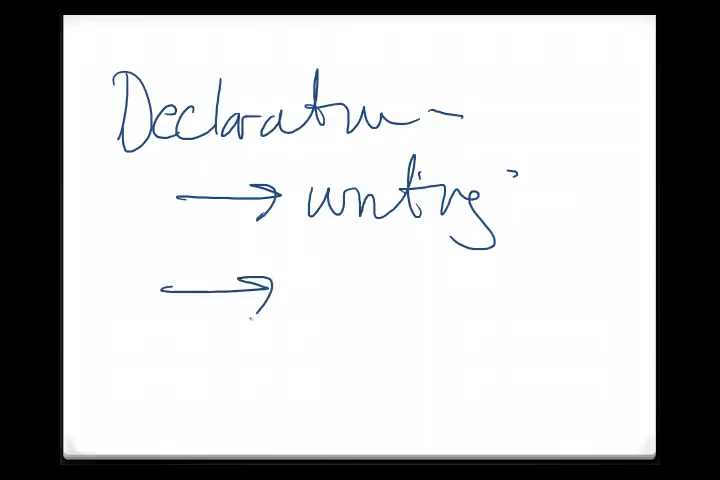 Declaration -
→ writing
→